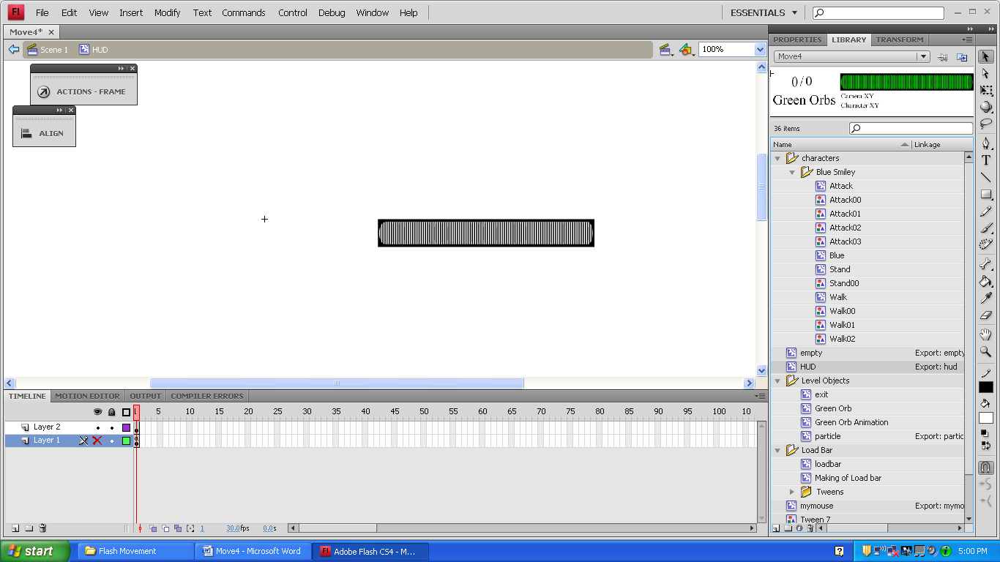 Fl File Edit View Insert Modify Text Commands Control Debug Window Help ESSENTIALS
Move4*
Scene 1 HUD 100%
ACTIONS - FRAME
ALIGN
PROPERTIES LIBRARY TRANSFORM
Move4
0/0
Green Orbs
Camera XY
Character XY
36 items
Name Linkage
characters
Blue Smiley
Attack
Attack00
Attack01
Attack02
Attack03
Blue
Stand
Stand00
Walk
Walk00
Walk01
Walk02
empty Export: empty
HUD Export: hud
Level Objects
exit
Green Orb
Green Orb Animation
particle Export: partic
Load Bar
loadbar
Making of Load bar
Tweens
mymouse Export: mymo
Tween 7
TIMELINE MOTION EDITOR OUTPUT COMPILER ERRORS
1 5 10 15 20 25 30 35 40 45 50 55 60 65 70 75 80 85 90 95 100 10
Layer 2
Layer 1
1 30.0fps 0.0s
start Flash Movement Move4 - Microsoft Word Fl Adobe Flash CS4 - M... 5:00 PM